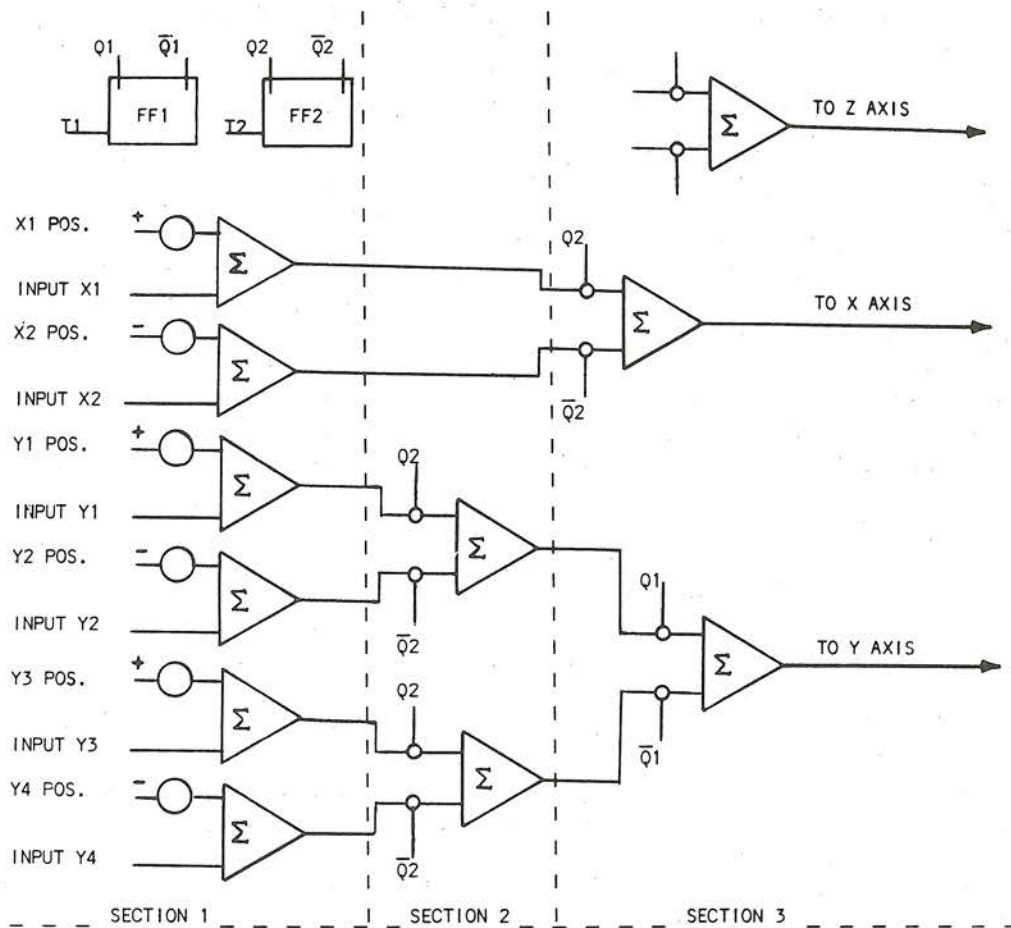 Q1 Q̅1 Q2 Q̅2
FF1 FF2
T1 T2
Σ TO Z AXIS
X1 POS. +
Σ
INPUT X1
Q2
Σ TO X AXIS
X2 POS. -
Σ
INPUT X2
Q̅2
Y1 POS. +
Σ
INPUT Y1
Q2
Σ
Y2 POS. -
Σ
INPUT Y2
Q̅2
Q1
Σ TO Y AXIS
Q̅1
Y3 POS. +
Σ
INPUT Y3
Q2
Σ
Y4 POS. -
Σ
INPUT Y4
Q̅2
SECTION 1 SECTION 2 SECTION 3